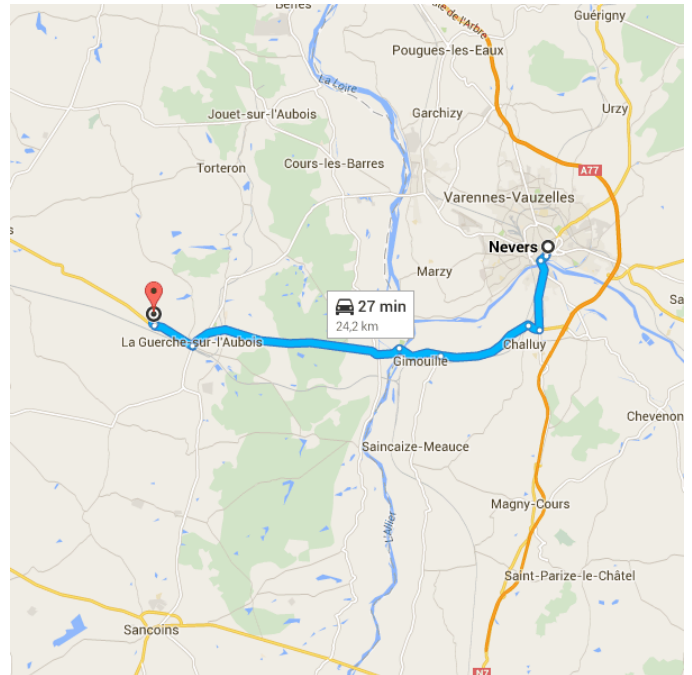 Guérigny
Pougues-les-Eaux
La Loire
Jouet-sur-l'Aubois
Garchizy
Urzy
Cours-les-Barres
Torteron
A77
Varennes-Vauzelles
Nevers
Marzy
27 min
24,2 km
La Guerche-sur-l'Aubois
Challuy
Gimouille
Chevenon
Saincaize-Meauce
Magny-Cours
L'Allier
Saint-Parize-le-Châtel
Sancoins
N7